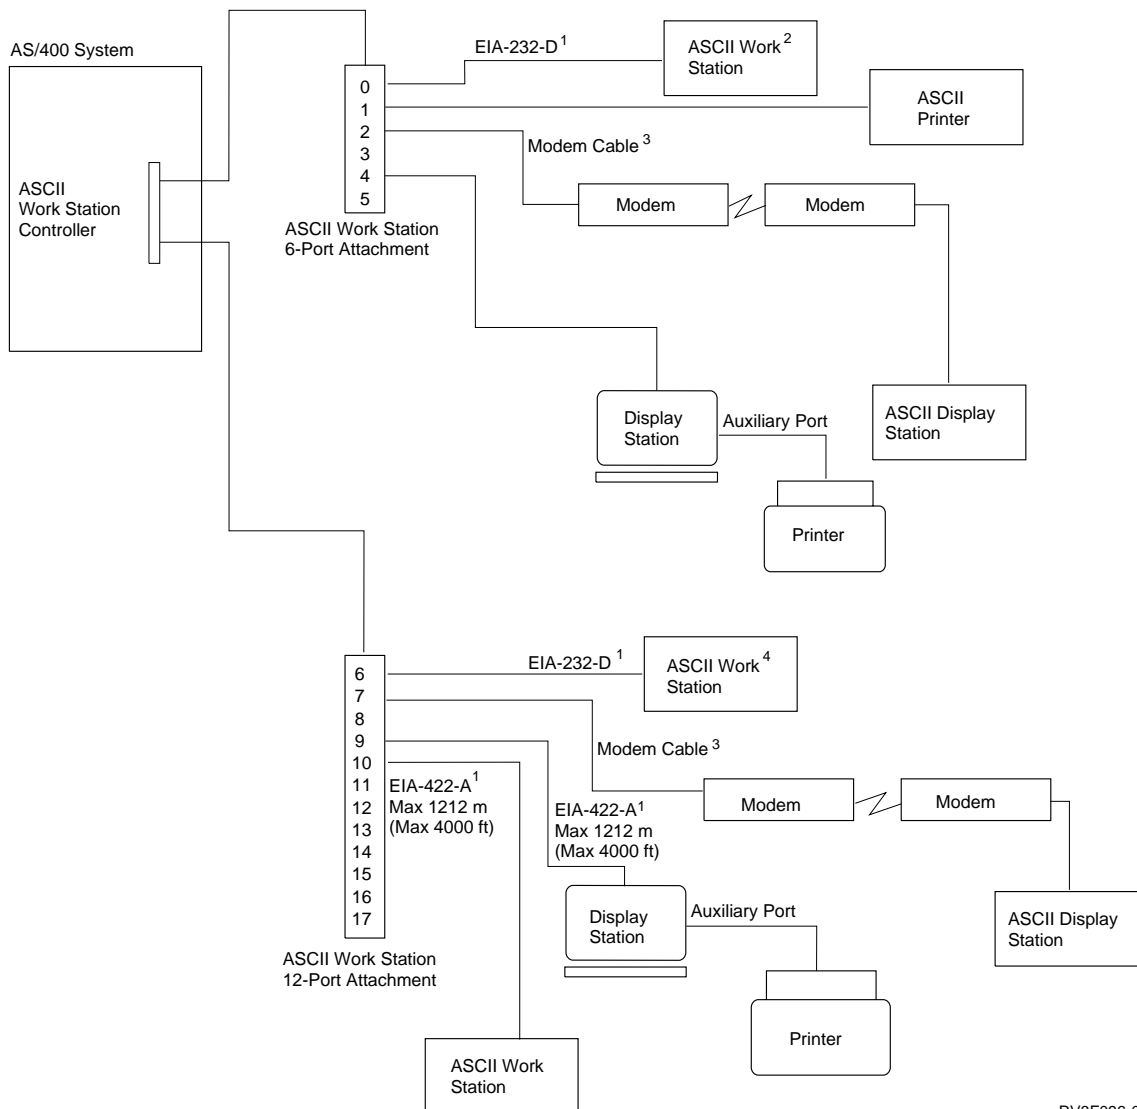 AS/400 System
ASCII
Work Station
Controller
0
1
2
3
4
5
ASCII Work Station
6-Port Attachment
EIA-232-D 1
ASCII Work 2
Station
ASCII
Printer
Modem Cable 3
Modem
Modem
ASCII Display
Station
Display
Station
Auxiliary Port
Printer
6
7
8
9
10
11
12
13
14
15
16
17
ASCII Work Station
12-Port Attachment
EIA-232-D 1
ASCII Work 4
Station
Modem Cable 3
Modem
Modem
ASCII Display
Station
EIA-422-A 1
Max 1212 m
(Max 4000 ft)
EIA-422-A 1
Max 1212 m
(Max 4000 ft)
Display
Station
Auxiliary Port
Printer
ASCII Work
Station